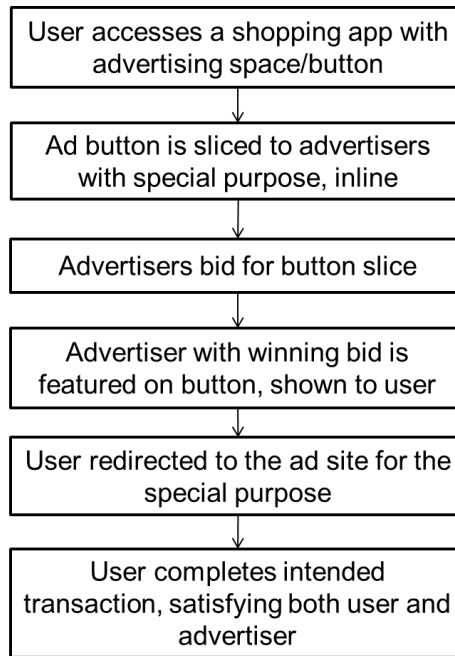 User accesses a shopping app with
advertising space/button
Ad button is sliced to advertisers
with special purpose, inline
Advertisers bid for button slice
Advertiser with winning bid is
featured on button, shown to user
User redirected to the ad site for the
special purpose
User completes intended
transaction, satisfying both user and
advertiser